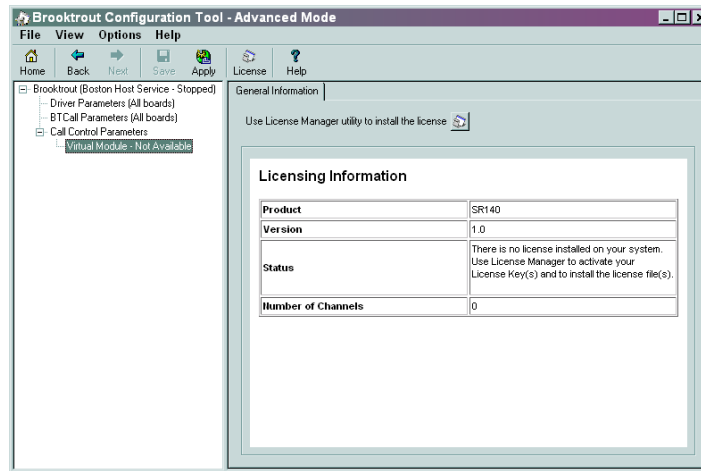 Brooktrout Configuration Tool - Advanced Mode
File View Options Help
Home Back Next Save Apply License Help
Brooktrout (Boston Host Service - Stopped)
Driver Parameters (All boards)
BTCall Parameters (All boards)
Call Control Parameters
Virtual Module - Not Available
General Information
Use License Manager utility to install the license
Licensing Information
Product SR140
Version 1.0
Status There is no license installed on your system.
Use License Manager to activate your
License Key(s) and to install the license file(s).
Number of Channels 0